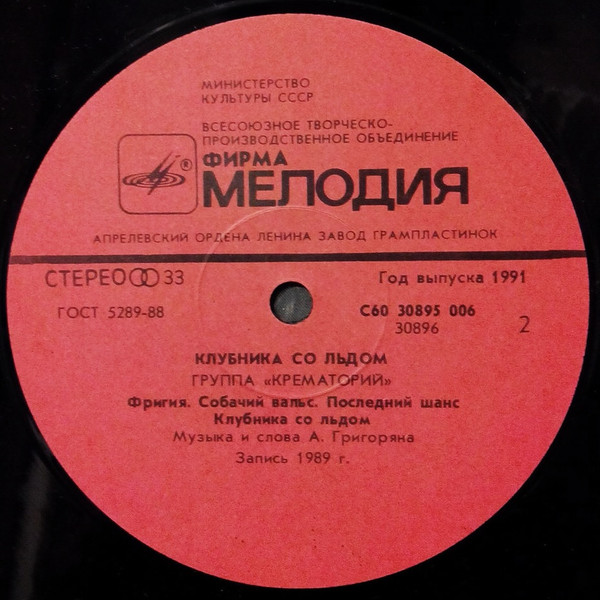 МИНИСТЕРСТВО
КУЛЬТУРЫ СССР
ВСЕСОЮЗНОЕ ТВОРЧЕСКО-
ПРОИЗВОДСТВЕННОЕ ОБЪЕДИНЕНИЕ
ФИРМА
®
МЕЛОДИЯ
АПРЕЛЕВСКИЙ ОРДЕНА ЛЕНИНА ЗАВОД ГРАМПЛАСТИНОК
СТЕРЕО 33
Год выпуска 1991
ГОСТ 5289-88
С60 30895 006
30896
2
КЛУБНИКА СО ЛЬДОМ
ГРУППА «КРЕМАТОРИЙ»
Фригия. Собачий вальс. Последний шанс
Клубника со льдом
Музыка и слова А. Григоряна
Запись 1989 г.